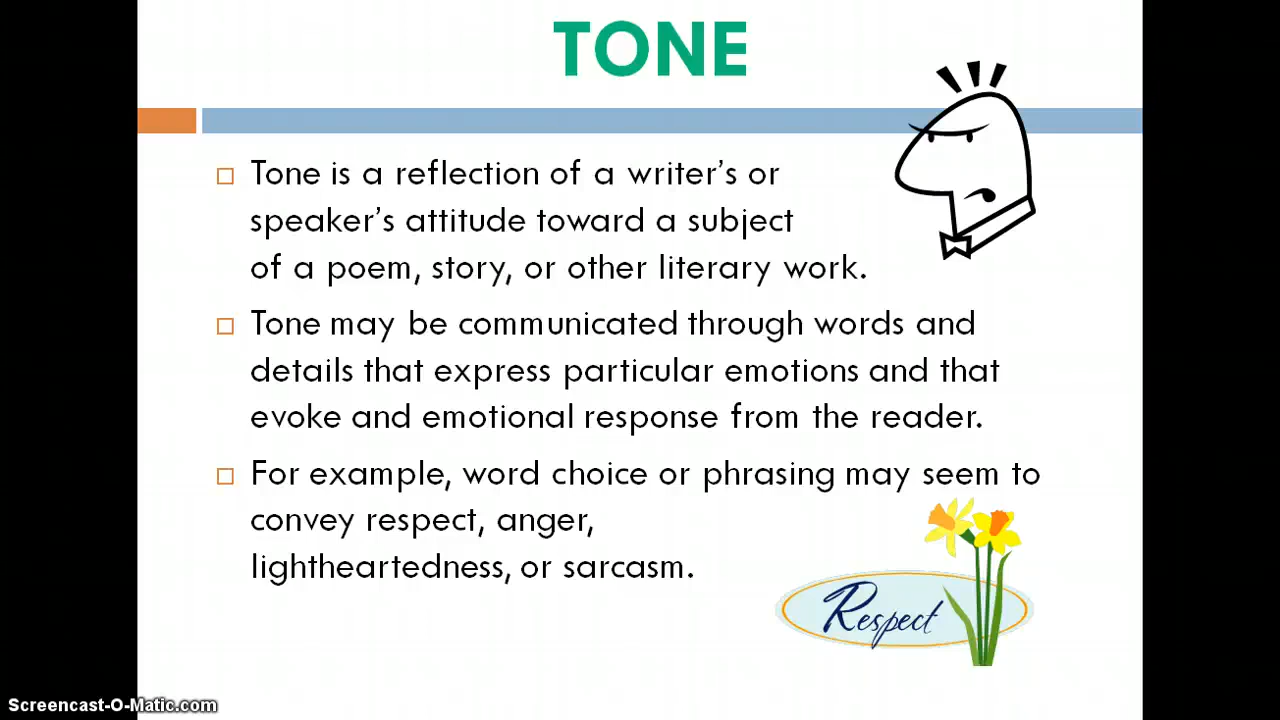 TONE
Tone is a reflection of a writer's or
speaker's attitude toward a subject
of a poem, story, or other literary work.
Tone may be communicated through words and
details that express particular emotions and that
evoke and emotional response from the reader.
For example, word choice or phrasing may seem to
convey respect, anger,
lightheartedness, or sarcasm.
Respect
Screencast-O-Matic.com